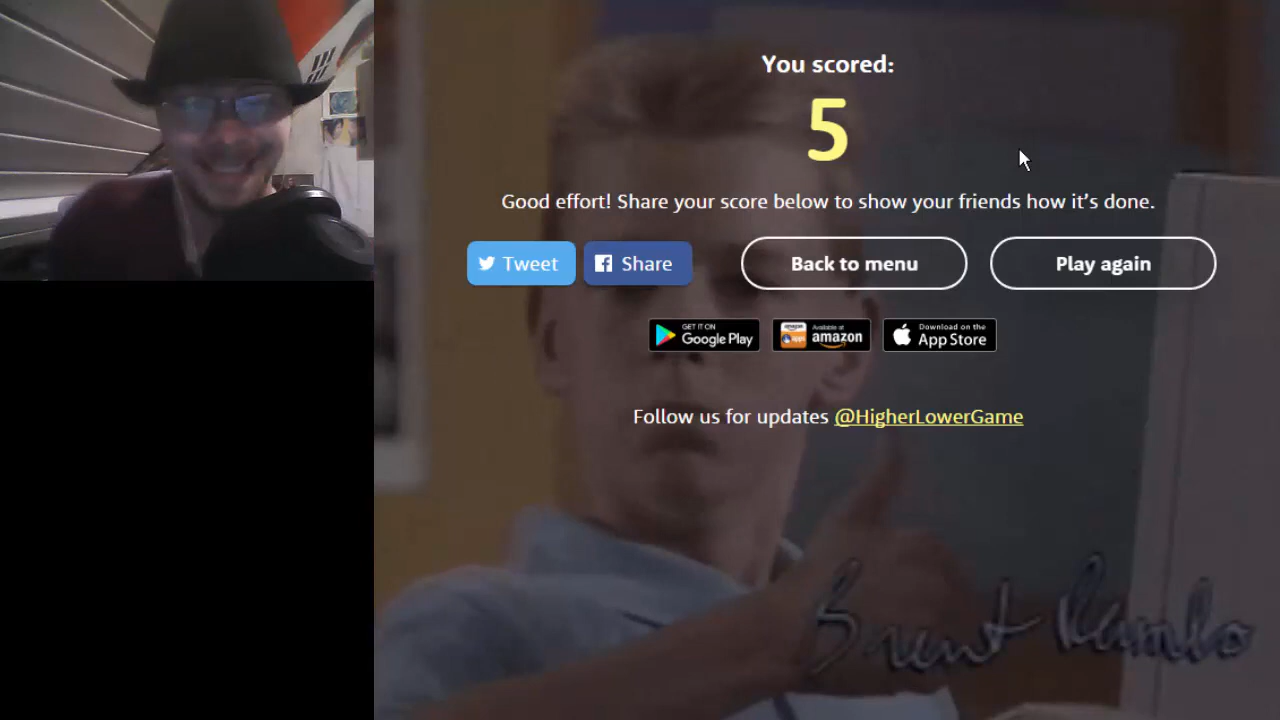 You scored:
5
Good effort! Share your score below to show your friends how it's done.
Tweet
Share
Back to menu
Play again
GET IT ON
Google Play
Available at
amazon
Download on the
App Store
Follow us for updates @HigherLowerGame
Brent Rambo